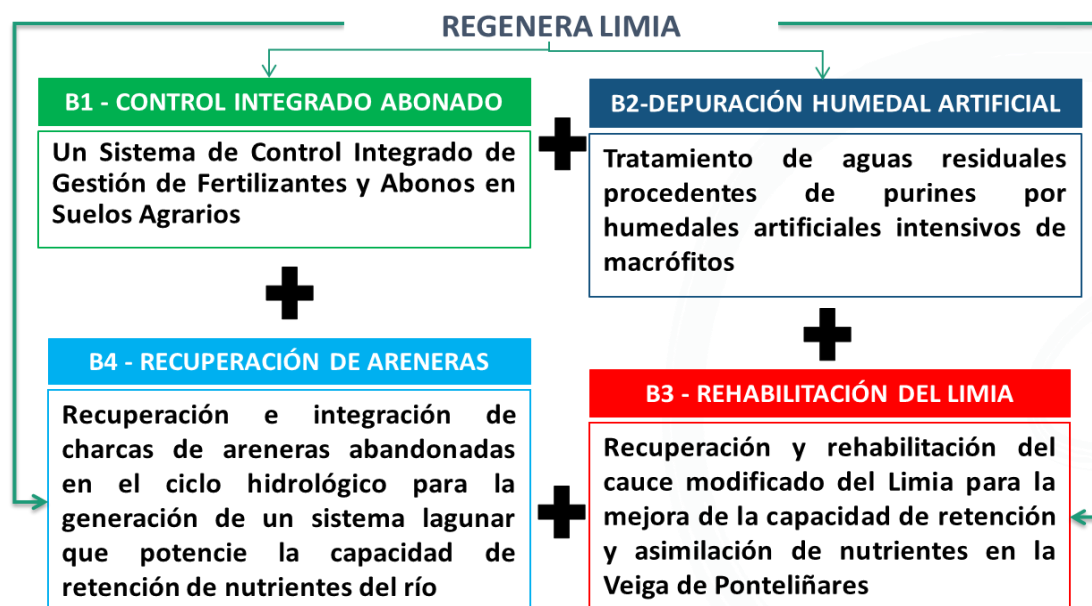 REGENERA LIMIA
B1 - CONTROL INTEGRADO ABONADO
Un Sistema de Control Integrado de
Gestión de Fertilizantes y Abonos en
Suelos Agrarios
B2-DEPURACIÓN HUMEDAL ARTIFICIAL
Tratamiento de aguas residuales
procedentes de purines por
humedales artificiales intensivos de
macrófitos
B4 - RECUPERACIÓN DE ARENERAS
Recuperación e integración de
charcas de areneras abandonadas
en el ciclo hidrológico para la
generación de un sistema lagunar
que potencie la capacidad de
retención de nutrientes del río
B3 - REHABILITACIÓN DEL LIMIA
Recuperación y rehabilitación del
cauce modificado del Limia para la
mejora de la capacidad de retención
y asimilación de nutrientes en la
Veiga de Ponteliñares